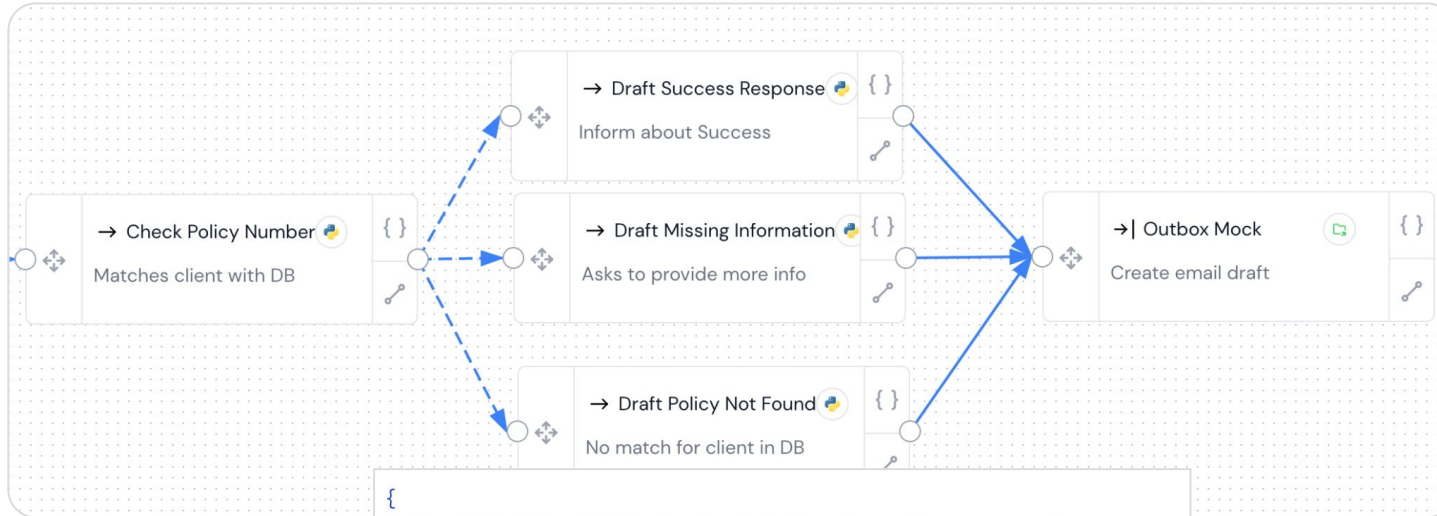 → Draft Success Response
{ }
Inform about Success
→ Check Policy Number
{ }
Matches client with DB
→ Draft Missing Information
{ }
Asks to provide more info
→| Outbox Mock
{ }
Create email draft
→ Draft Policy Not Found
{ }
No match for client in DB
{